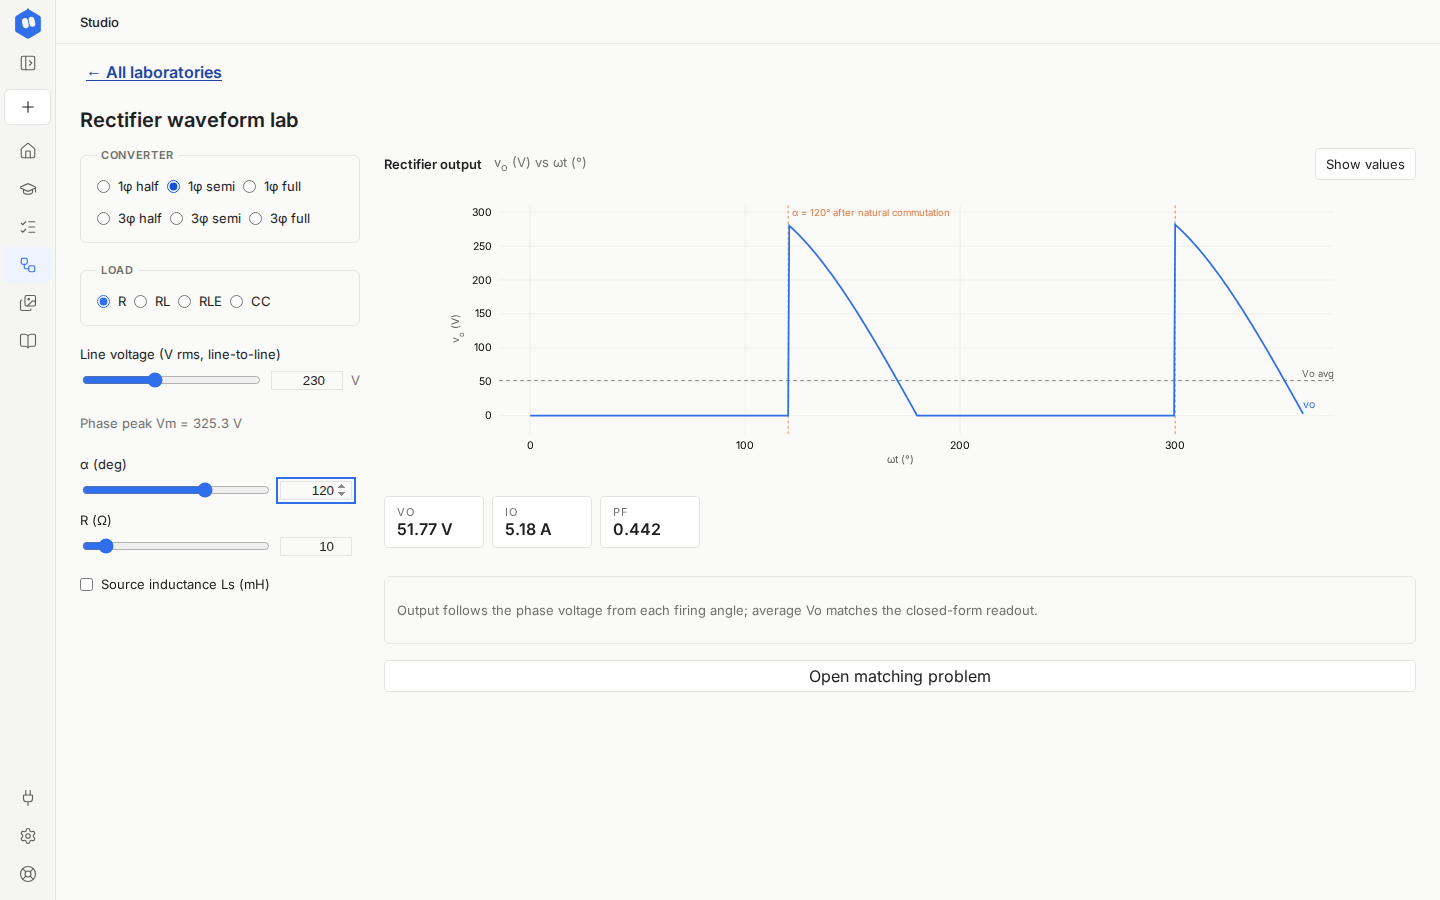 Studio
← All laboratories
Rectifier waveform lab
CONVERTER
1φ half 1φ semi 1φ full
3φ half 3φ semi 3φ full
LOAD
R RL RLE CC
Line voltage (V rms, line-to-line)
230 V
Phase peak Vm = 325.3 V
α (deg)
120
R (Ω)
10
Source inductance Ls (mH)
Rectifier output vo (V) vs ωt (°)
Show values
α = 120° after natural commutation
300
250
200
150
100
50
0
vo (V)
Vo avg
vo
0 100 200 300
ωt (°)
VO
51.77 V
IO
5.18 A
PF
0.442
Output follows the phase voltage from each firing angle; average Vo matches the closed-form readout.
Open matching problem